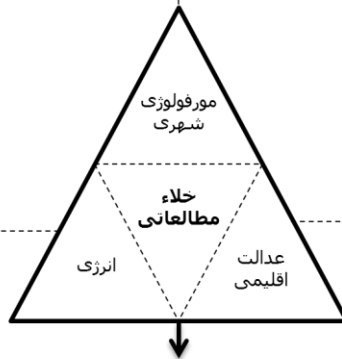 مورفولوژی
شهری
خلاء
مطالعاتی
عدالت
اقلیمی
انرژی